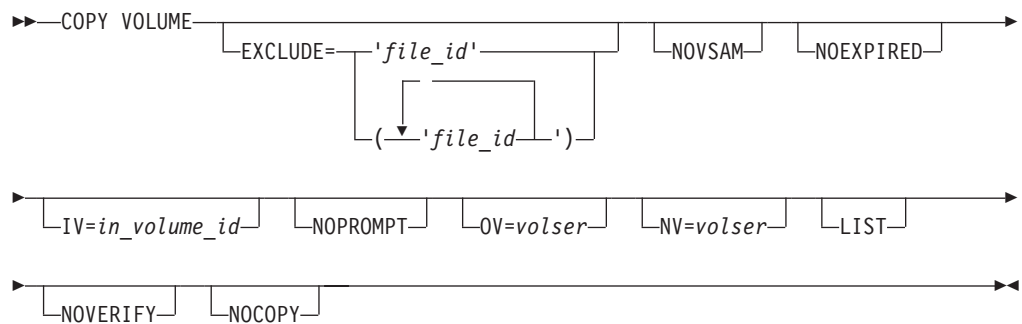 COPY VOLUME
EXCLUDE= 'file_id' NOVSAM NOEXPIRED
( 'file_id ')
IV=in_volume_id NOPROMPT OV=volser NV=volser LIST
NOVERIFY NOCOPY